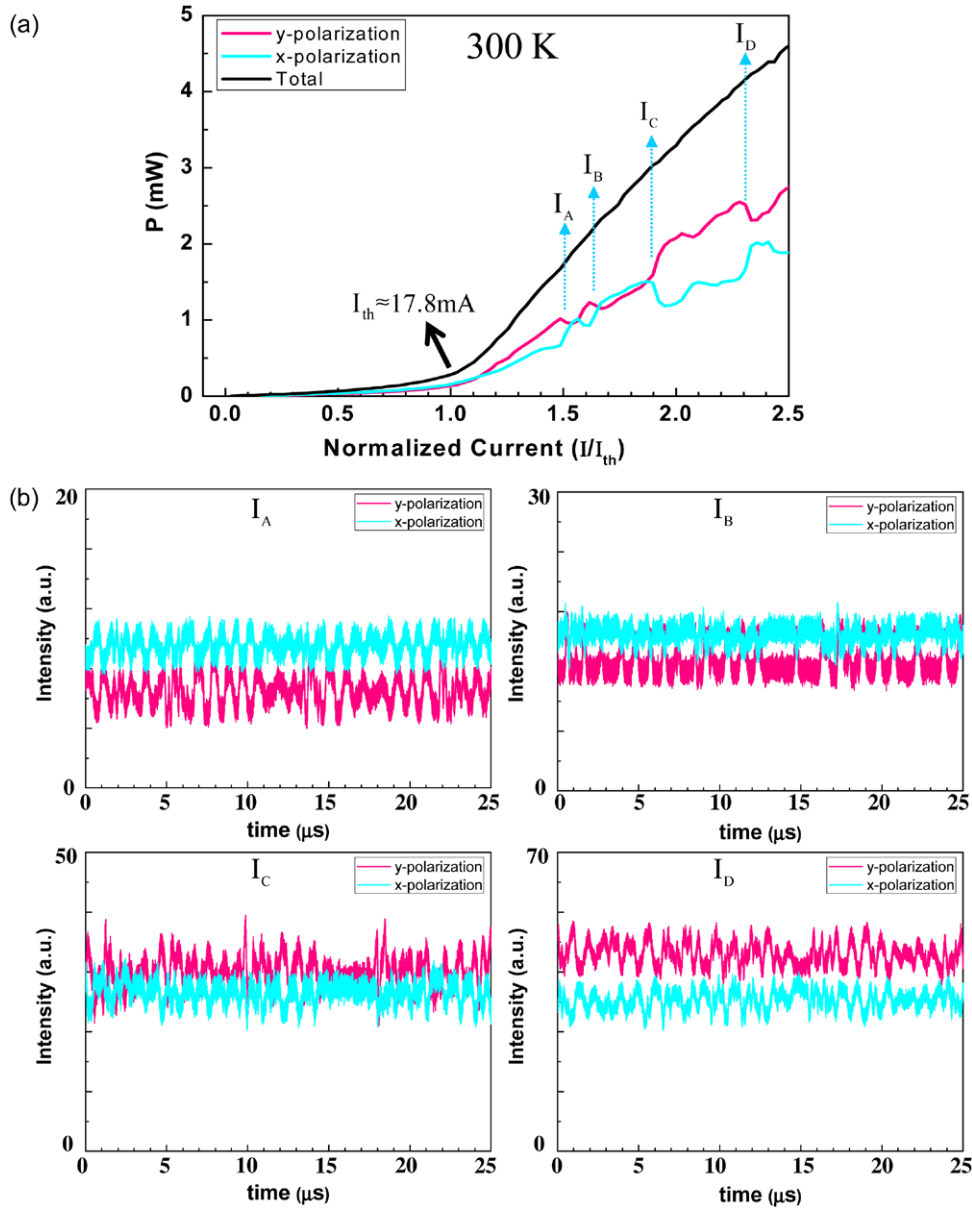 (a)
y-polarization
x-polarization
Total
300 K
I_A
I_B
I_C
I_D
I_th≈17.8mA
P (mW)
5
4
3
2
1
0
0.0 0.5 1.0 1.5 2.0 2.5
Normalized Current (I/I_th)
(b)
I_A
y-polarization
x-polarization
Intensity (a.u.)
20
0
0 5 10 15 20 25
time (μs)
I_B
y-polarization
x-polarization
Intensity (a.u.)
30
0
0 5 10 15 20 25
time (μs)
I_C
y-polarization
x-polarization
Intensity (a.u.)
50
0
0 5 10 15 20 25
time (μs)
I_D
y-polarization
x-polarization
Intensity (a.u.)
70
0
0 5 10 15 20 25
time (μs)